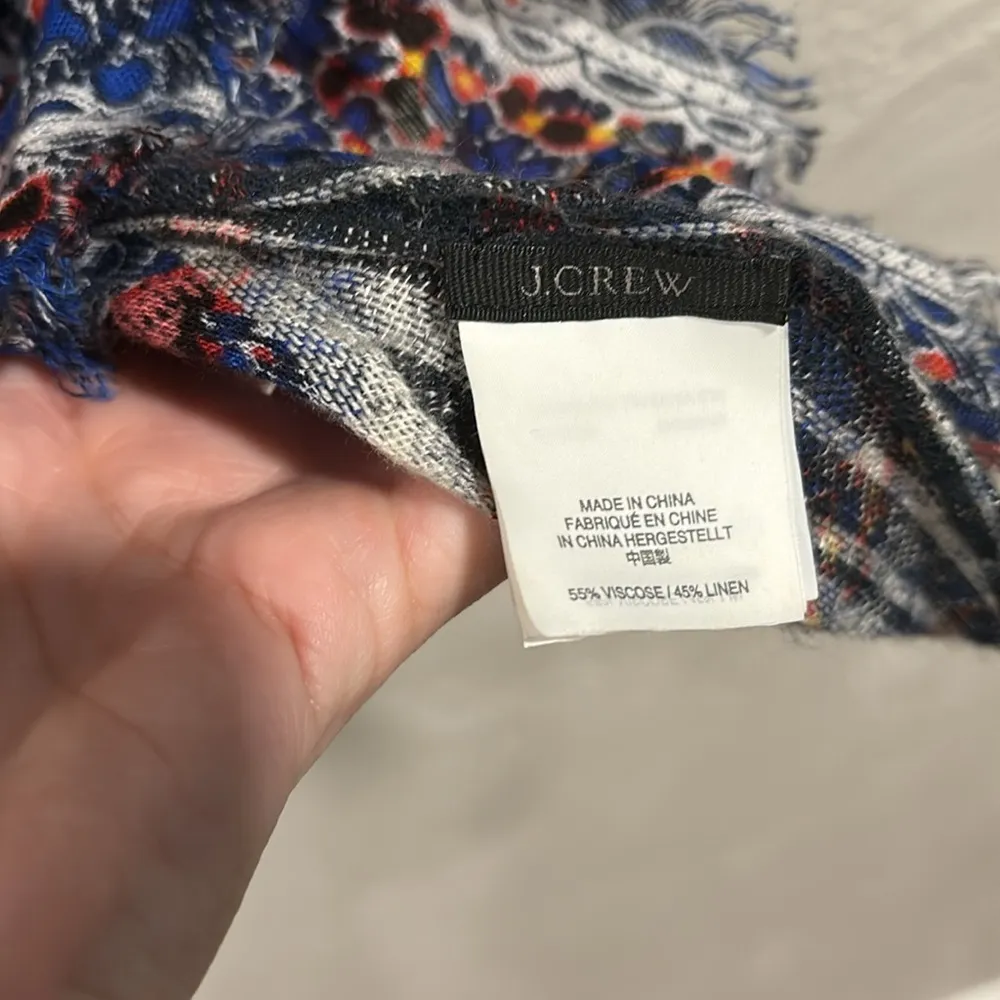 J.CREW
MADE IN CHINA
FABRIQUÉ EN CHINE
IN CHINA HERGESTELLT
中国製
55% VISCOSE / 45% LINEN